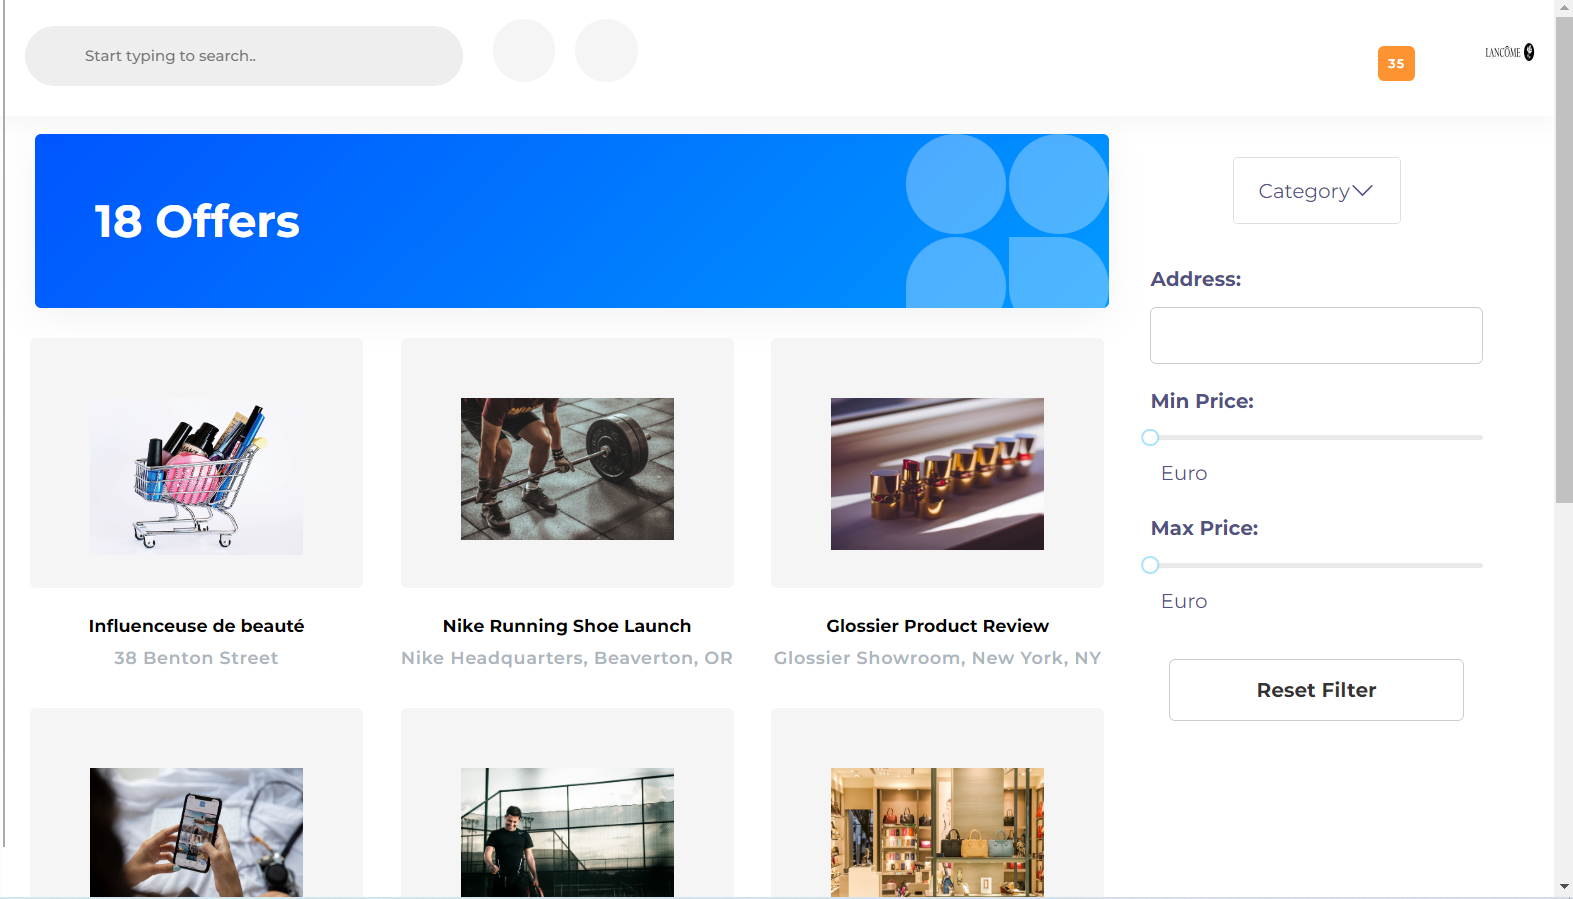 Start typing to search..
35
LANCÔME
18 Offers
Category
Address:
Min Price:
Euro
Max Price:
Euro
Reset Filter
Influenceuse de beauté
38 Benton Street
Nike Running Shoe Launch
Nike Headquarters, Beaverton, OR
Glossier Product Review
Glossier Showroom, New York, NY